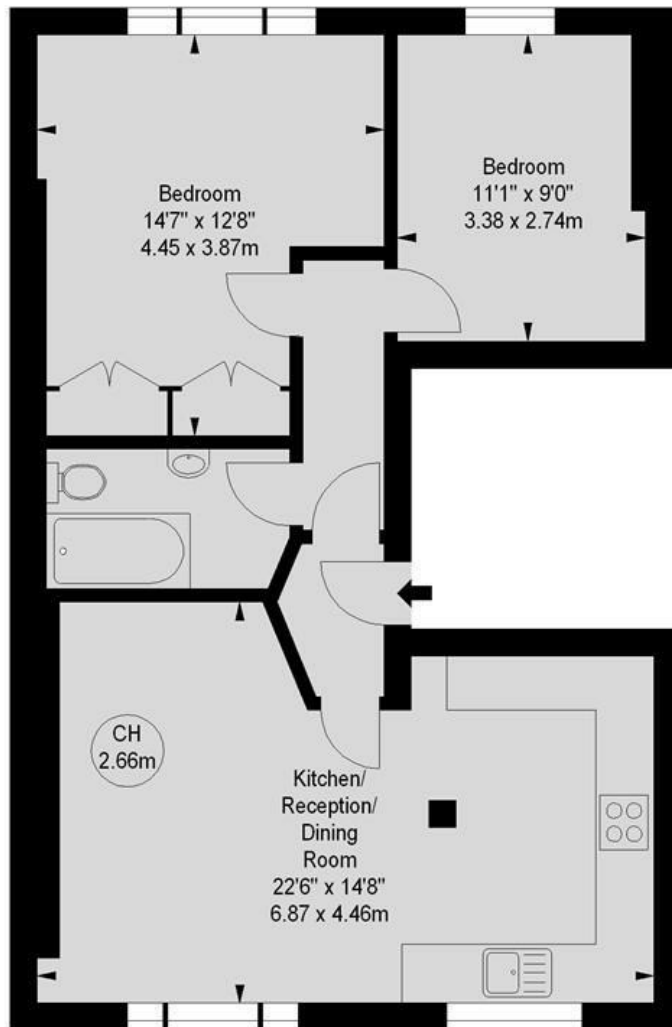 Bedroom
14'7" x 12'8"
4.45 x 3.87m
Bedroom
11'1" x 9'0"
3.38 x 2.74m
CH
2.66m
Kitchen/
Reception/
Dining
Room
22'6" x 14'8"
6.87 x 4.46m